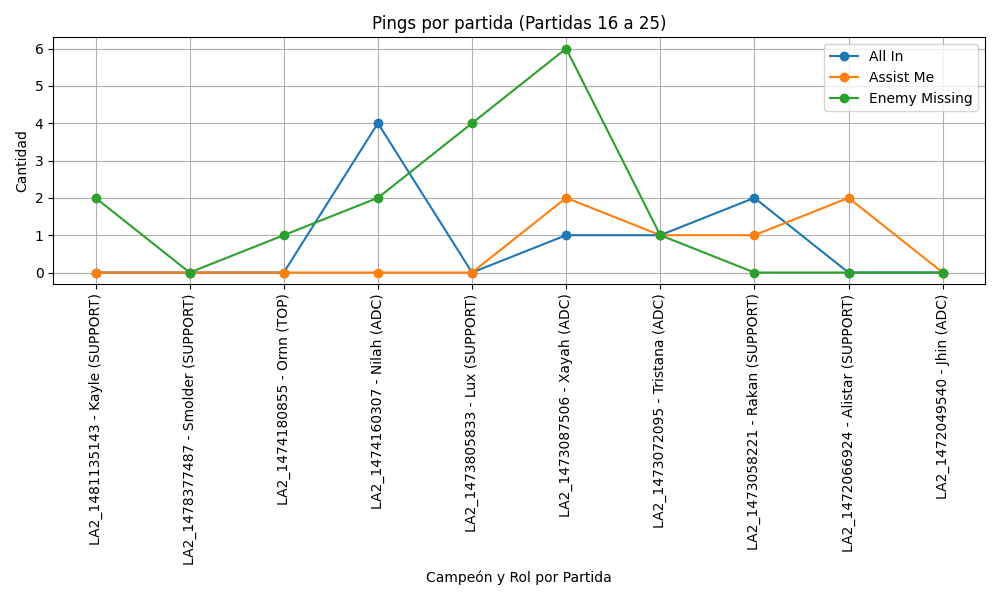 Pings por partida (Partidas 16 a 25)
All In
Assist Me
Enemy Missing
Cantidad
6
5
4
3
2
1
0
LA2_1481135143 - Kayle (SUPPORT)
LA2_1478377487 - Smolder (SUPPORT)
LA2_1474180855 - Ornn (TOP)
LA2_1474160307 - Nilah (ADC)
LA2_1473805833 - Lux (SUPPORT)
LA2_1473087506 - Xayah (ADC)
LA2_1473072095 - Tristana (ADC)
LA2_1473058221 - Rakan (SUPPORT)
LA2_1472066924 - Alistar (SUPPORT)
LA2_1472049540 - Jhin (ADC)
Campeón y Rol por Partida